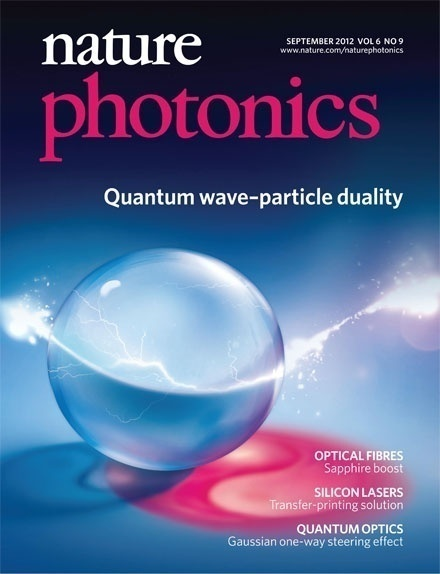 nature
SEPTEMBER 2012 VOL 6 NO 9
www.nature.com/naturephotonics
photonics
Quantum wave–particle duality
OPTICAL FIBRES
Sapphire boost
SILICON LASERS
Transfer-printing solution
QUANTUM OPTICS
Gaussian one-way steering effect